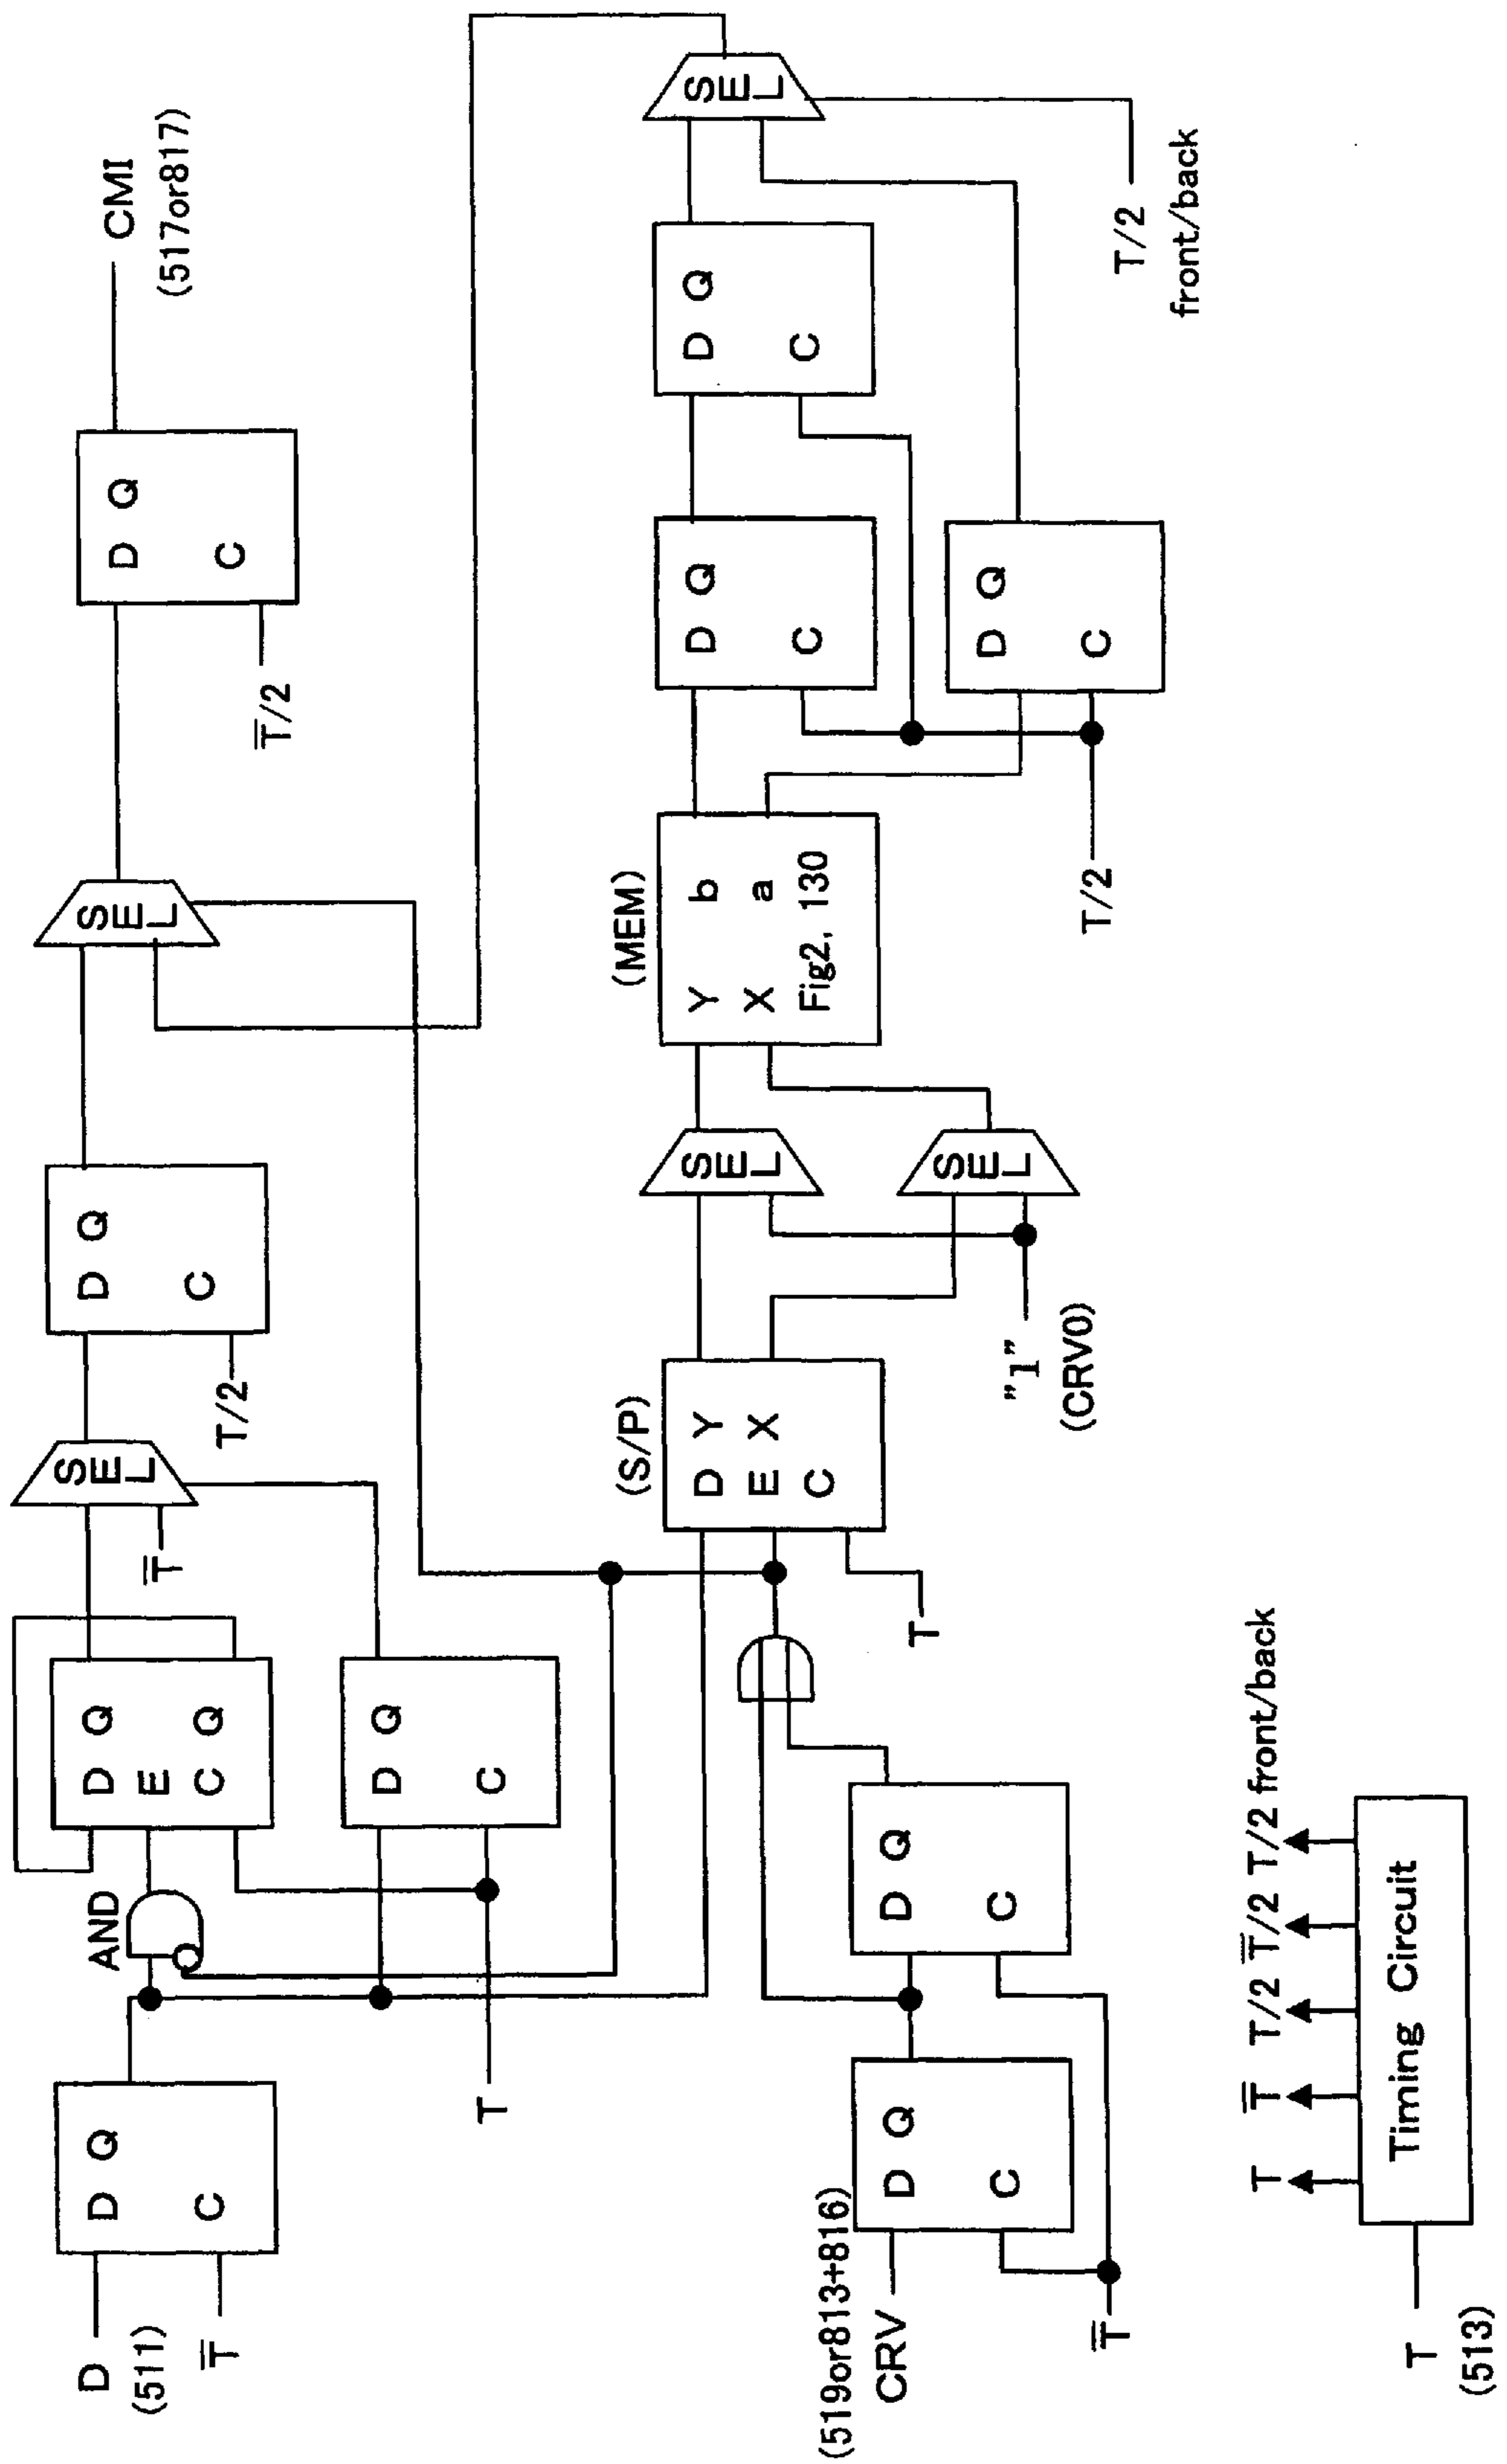 D
(511)
T̅
D Q
C
AND
D Q
E
C Q
D Q
C
T
SEL
T̅
D Q
C
T/2
SEL
D Q
C
T̅/2
CMI
(517or817)
(519or813+816)
CRV
D Q
C
T̅
D Q
C
(S/P)
D Y
E X
C
T
"1"
(CRV0)
SEL
SEL
(MEM)
Y b
X a
Fig2, 130
T/2
D Q
C
D Q
C
D Q
C
SEL
T/2
front/back
T
(513)
Timing Circuit
T
T̅
T/2
T̅/2
T/2 front/back